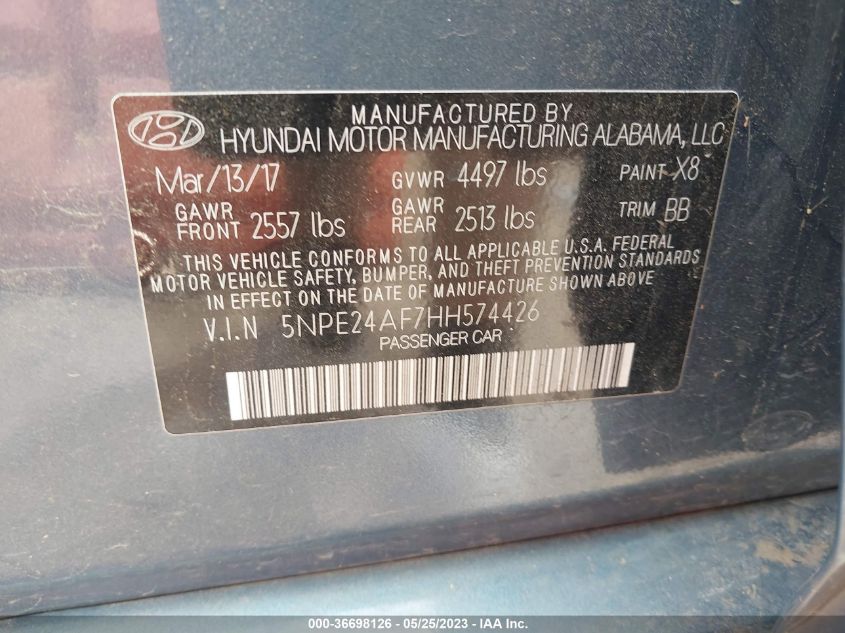 MANUFACTURED BY
HYUNDAI MOTOR MANUFACTURING ALABAMA, LLC
Mar/13/17 GVWR 4497 lbs PAINT X8
GAWR FRONT 2557 lbs GAWR REAR 2513 lbs TRIM BB
THIS VEHICLE CONFORMS TO ALL APPLICABLE U.S.A. FEDERAL
MOTOR VEHICLE SAFETY, BUMPER, AND THEFT PREVENTION STANDARDS
IN EFFECT ON THE DATE OF MANUFACTURE SHOWN ABOVE
V.I.N 5NPE24AF7HH574426
PASSENGER CAR
000-36698126 - 05/25/2023 - IAA Inc.